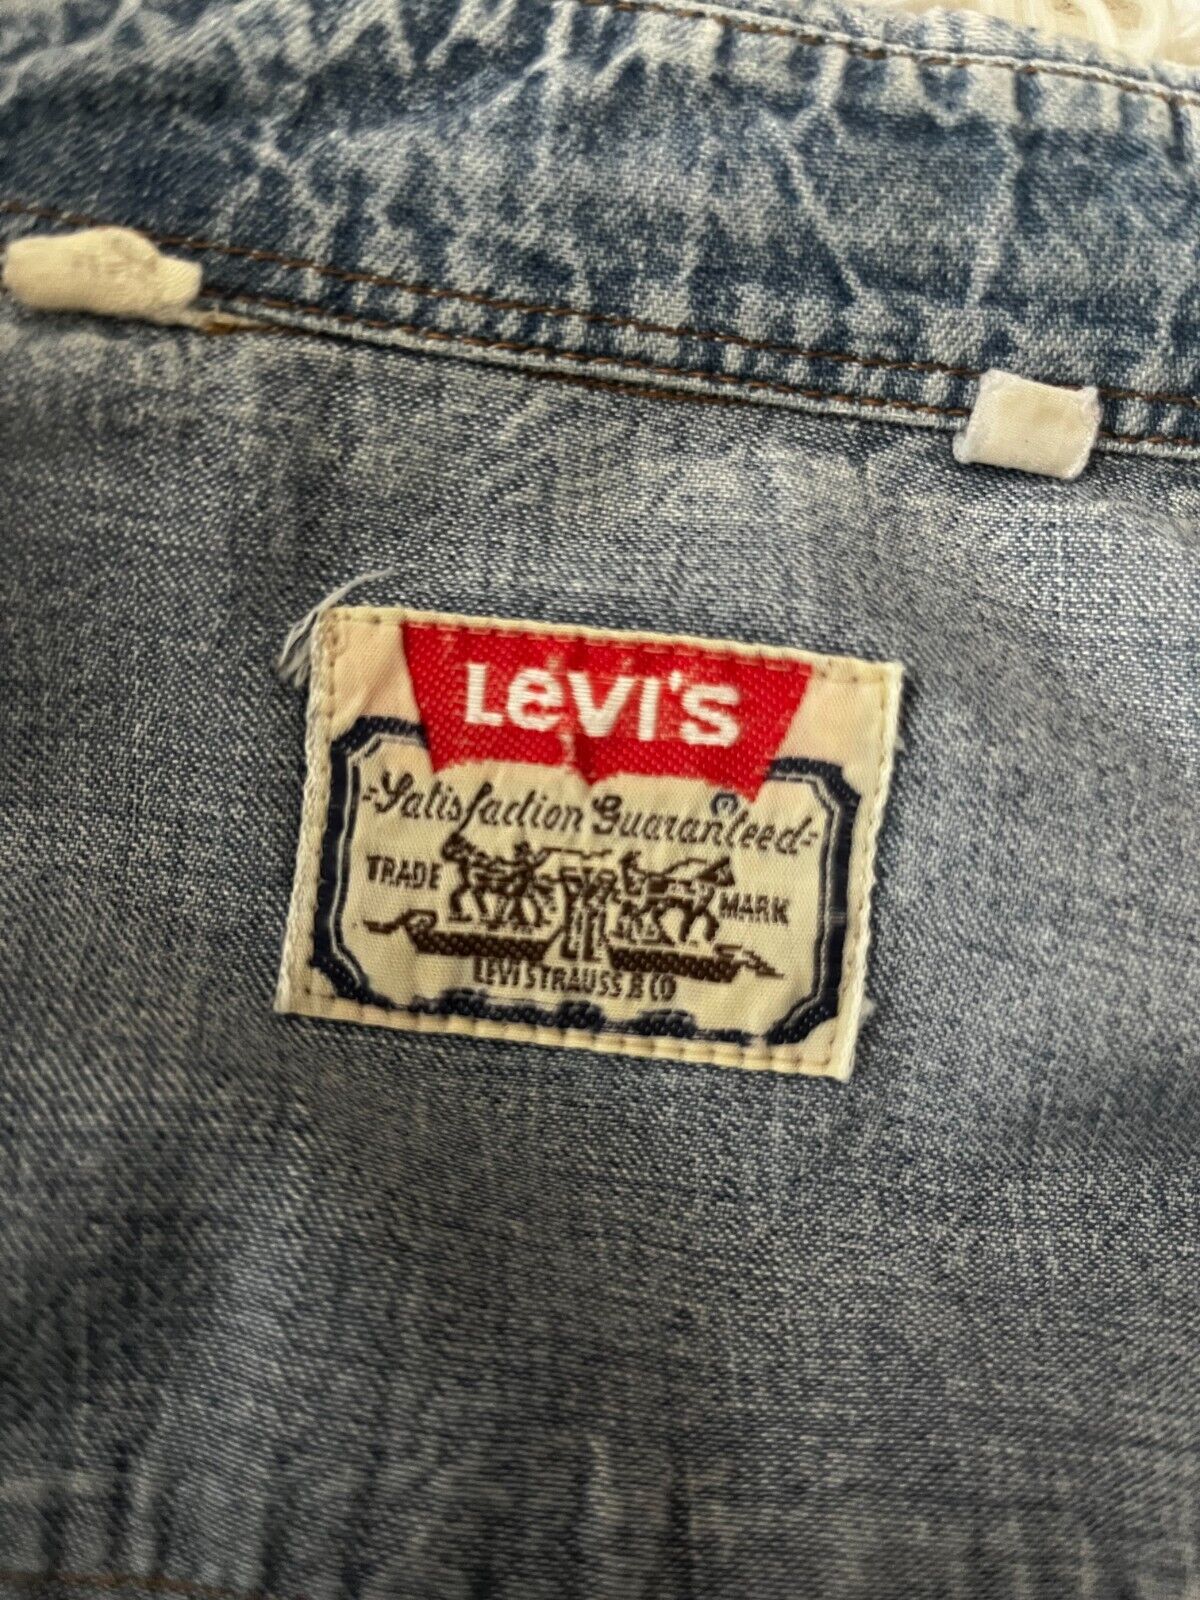 Levi's
R
-Satisfaction Guaranteed-
TRADE MARK
LEVI STRAUSS & CO